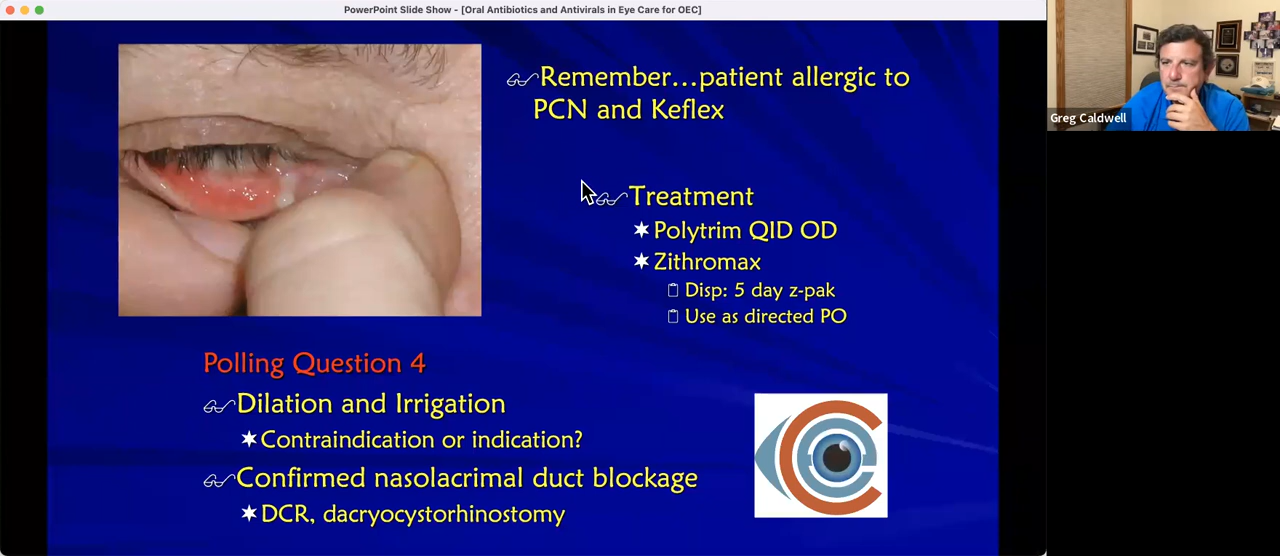 PowerPoint Slide Show - [Oral Antibiotics and Antivirals in Eye Care for OEC]
Remember...patient allergic to
PCN and Keflex
Treatment
Polytrim QID OD
Zithromax
Disp: 5 day z-pak
Use as directed PO
Polling Question 4
Dilation and Irrigation
Contraindication or indication?
Confirmed nasolacrimal duct blockage
DCR, dacryocystorhinostomy
Greg Caldwell